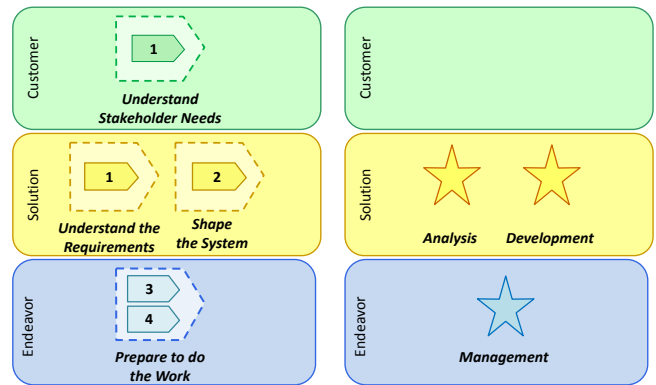 Customer
1
Understand
Stakeholder Needs
Customer
Solution
1
2
Understand the
Requirements
Shape
the System
Solution
Analysis
Development
Endeavor
3
4
Prepare to do
the Work
Endeavor
Management